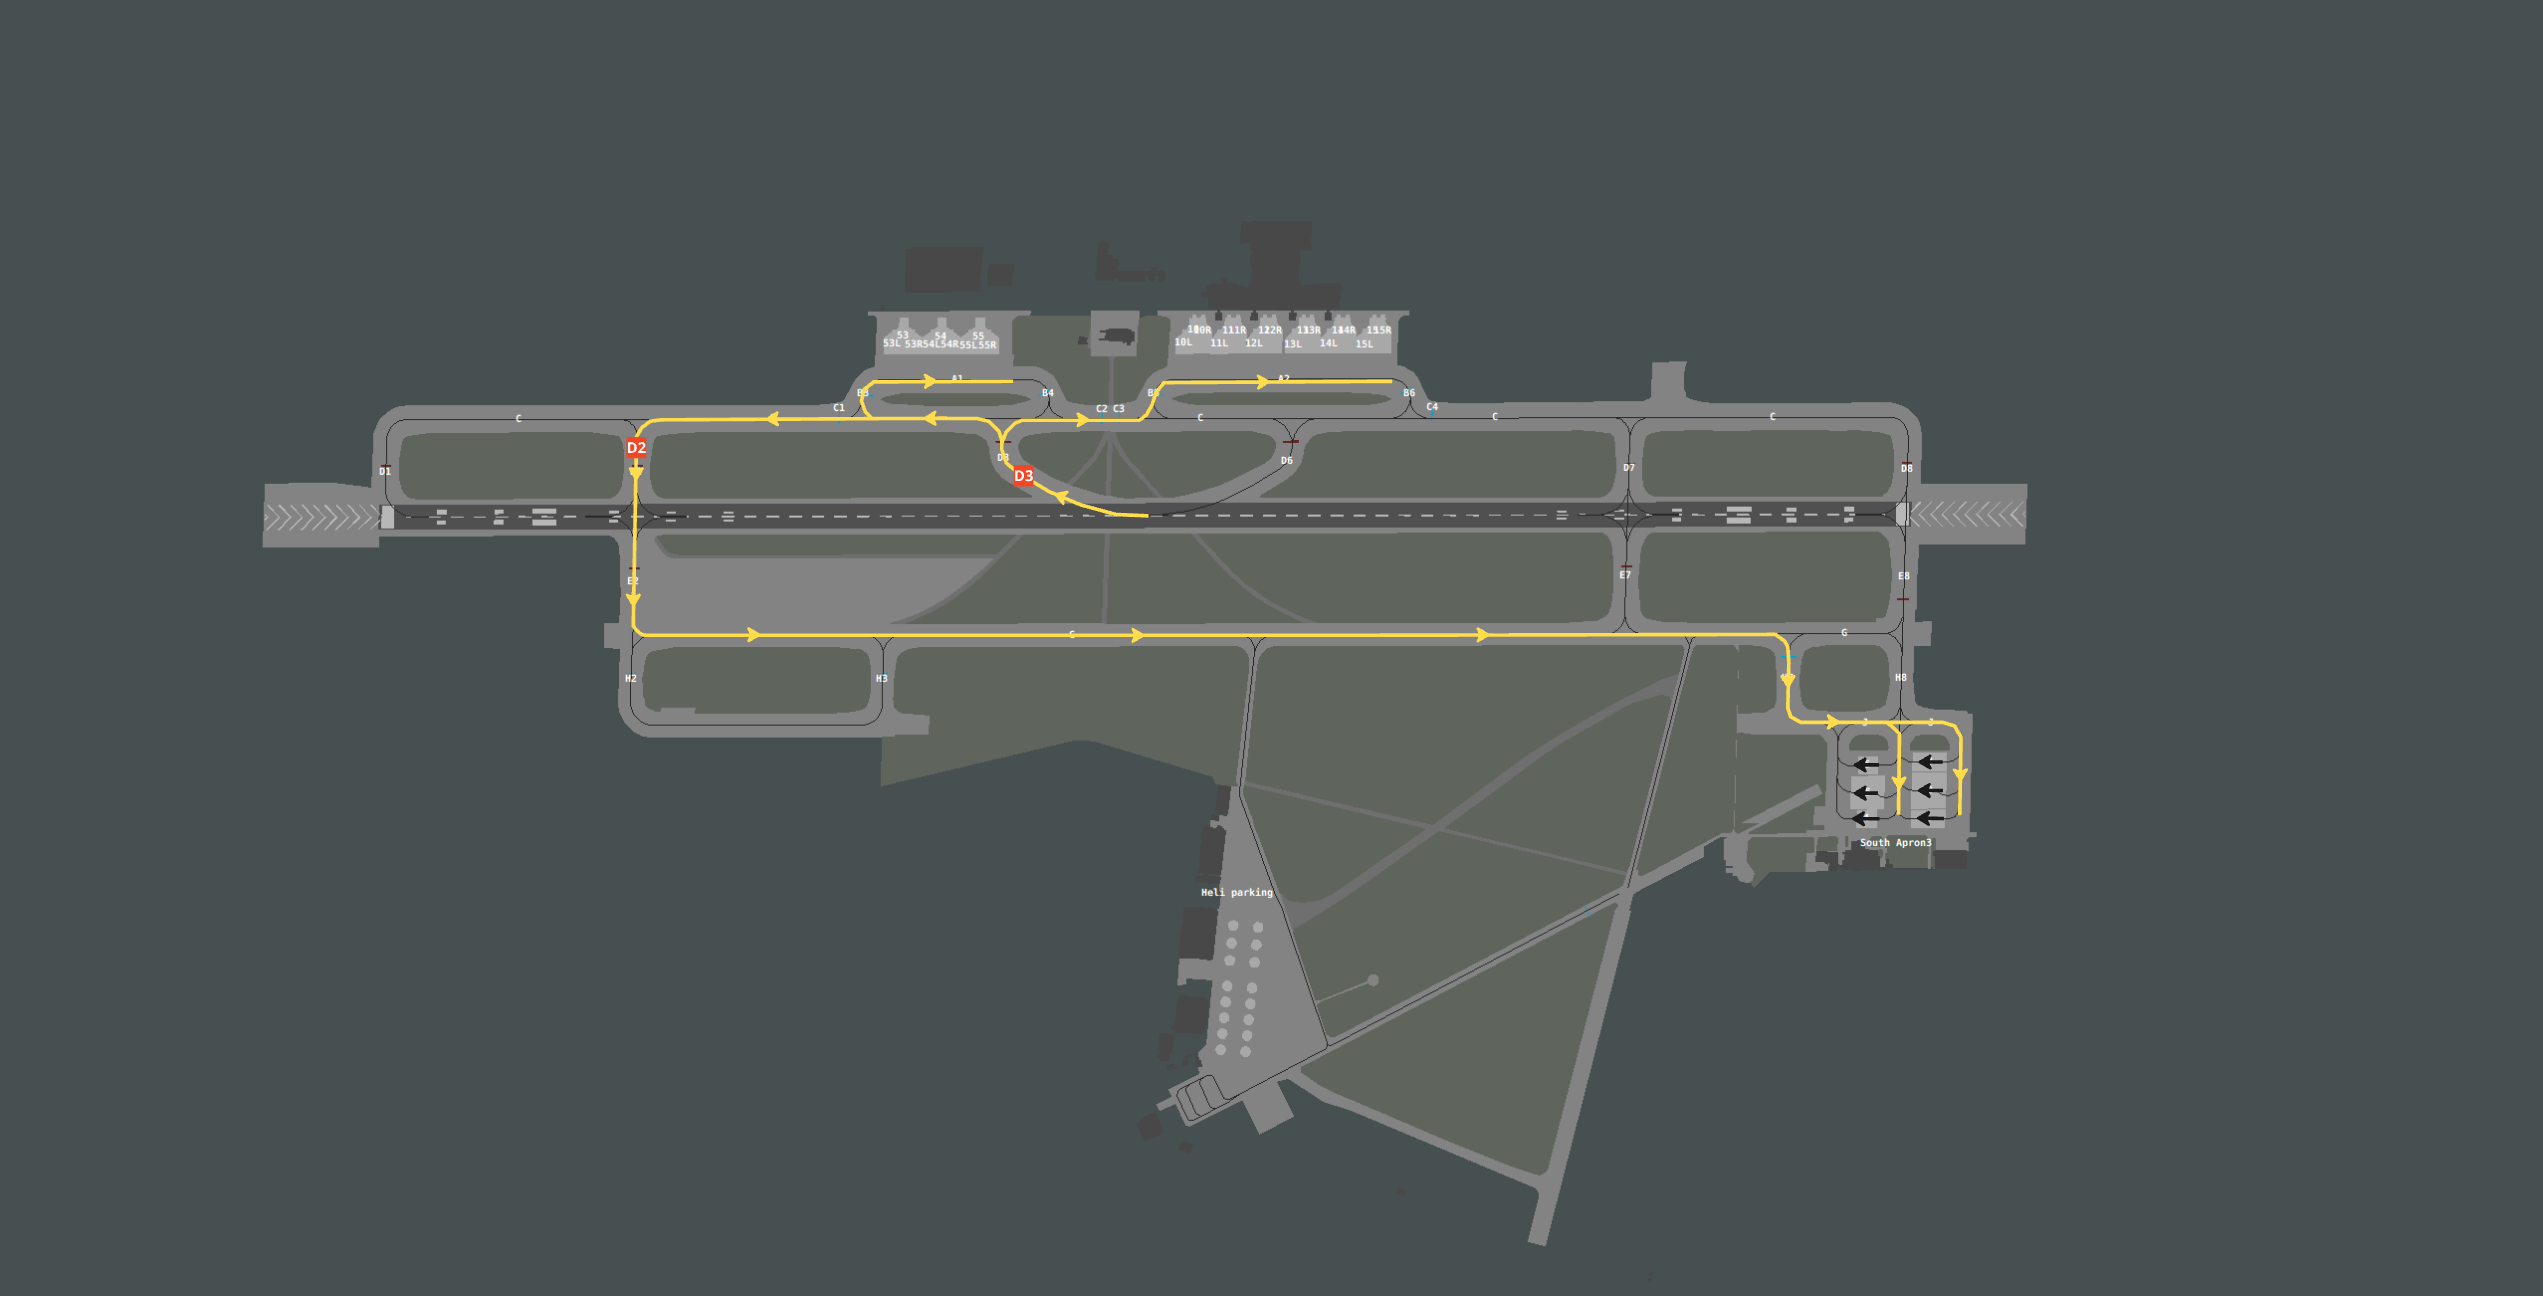 53 54 55
53L 53R 54L 54R 55L 55R
10R 11R 12R 13R 14R 15R
10L 11L 12L 13L 14L 15L
A1 A2
B3 B4 B5 B6
C1 C2 C3 C4
C C C C
D2
D3
D6
D7
D8
D1
D3
E2
E7
E8
G
G
H2
H3
H8
J J
South Apron3
Heli parking